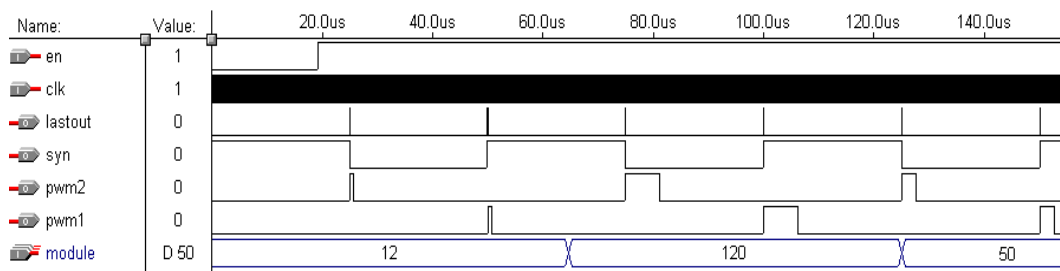 Name: Value: 20.0us 40.0us 60.0us 80.0us 100.0us 120.0us 140.0us
en 1
clk 1
lastout 0
syn 0
pwm2 0
pwm1 0
module D 50 12 120 50